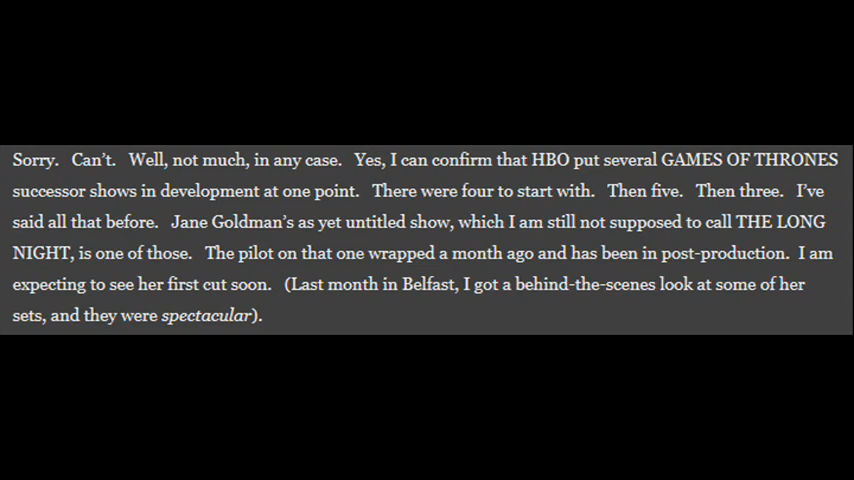 Sorry. Can’t. Well, not much, in any case. Yes, I can confirm that HBO put several GAMES OF THRONES
successor shows in development at one point. There were four to start with. Then five. Then three. I’ve
said all that before. Jane Goldman’s as yet untitled show, which I am still not supposed to call THE LONG
NIGHT, is one of those. The pilot on that one wrapped a month ago and has been in post-production. I am
expecting to see her first cut soon. (Last month in Belfast, I got a behind-the-scenes look at some of her
sets, and they were spectacular).